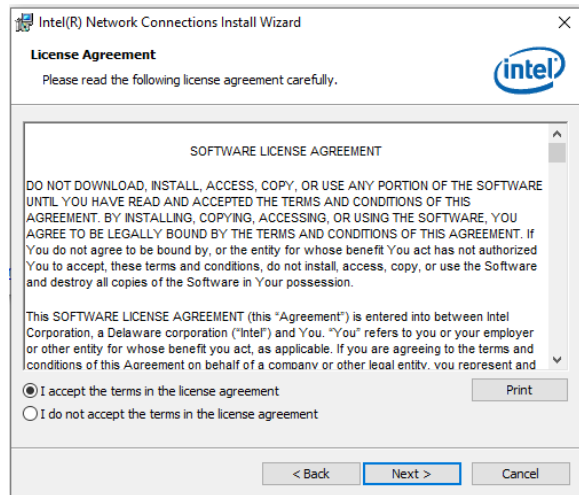 Intel(R) Network Connections Install Wizard
License Agreement
Please read the following license agreement carefully.
intel
SOFTWARE LICENSE AGREEMENT
DO NOT DOWNLOAD, INSTALL, ACCESS, COPY, OR USE ANY PORTION OF THE SOFTWARE
UNTIL YOU HAVE READ AND ACCEPTED THE TERMS AND CONDITIONS OF THIS
AGREEMENT. BY INSTALLING, COPYING, ACCESSING, OR USING THE SOFTWARE, YOU
AGREE TO BE LEGALLY BOUND BY THE TERMS AND CONDITIONS OF THIS AGREEMENT. If
You do not agree to be bound by, or the entity for whose benefit You act has not authorized
You to accept, these terms and conditions, do not install, access, copy, or use the Software
and destroy all copies of the Software in Your possession.
This SOFTWARE LICENSE AGREEMENT (this “Agreement”) is entered into between Intel
Corporation, a Delaware corporation (“Intel”) and You. “You” refers to you or your employer
or other entity for whose benefit you act, as applicable. If you are agreeing to the terms and
conditions of this Agreement on behalf of a company or other legal entity, you represent and
I accept the terms in the license agreement
Print
I do not accept the terms in the license agreement
< Back
Next >
Cancel